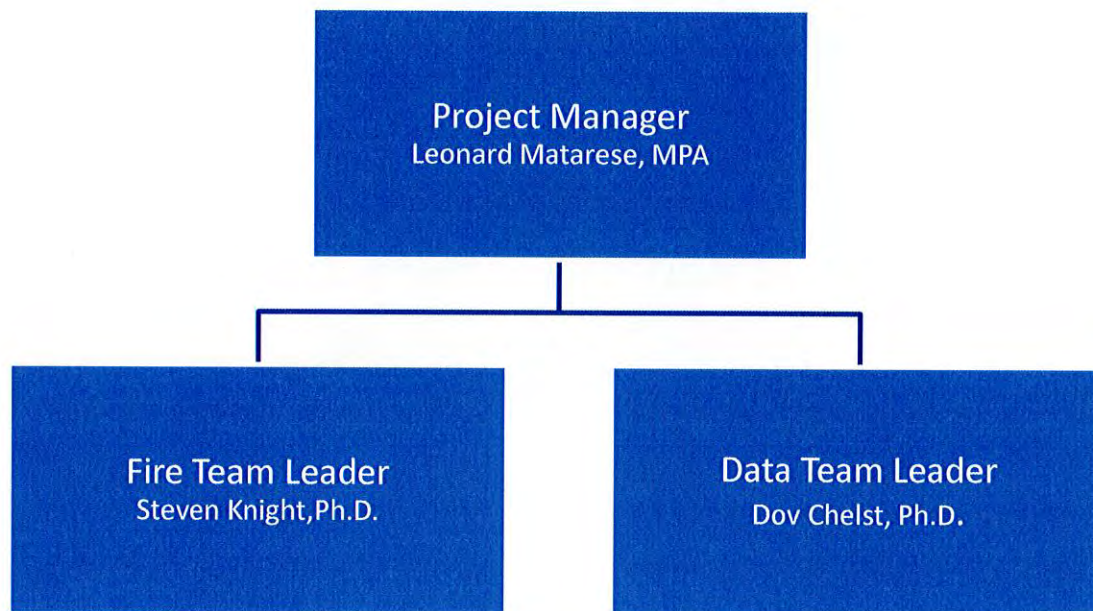 Project Manager
Leonard Matarese, MPA
Fire Team Leader
Steven Knight,Ph.D.
Data Team Leader
Dov Chelst, Ph.D.